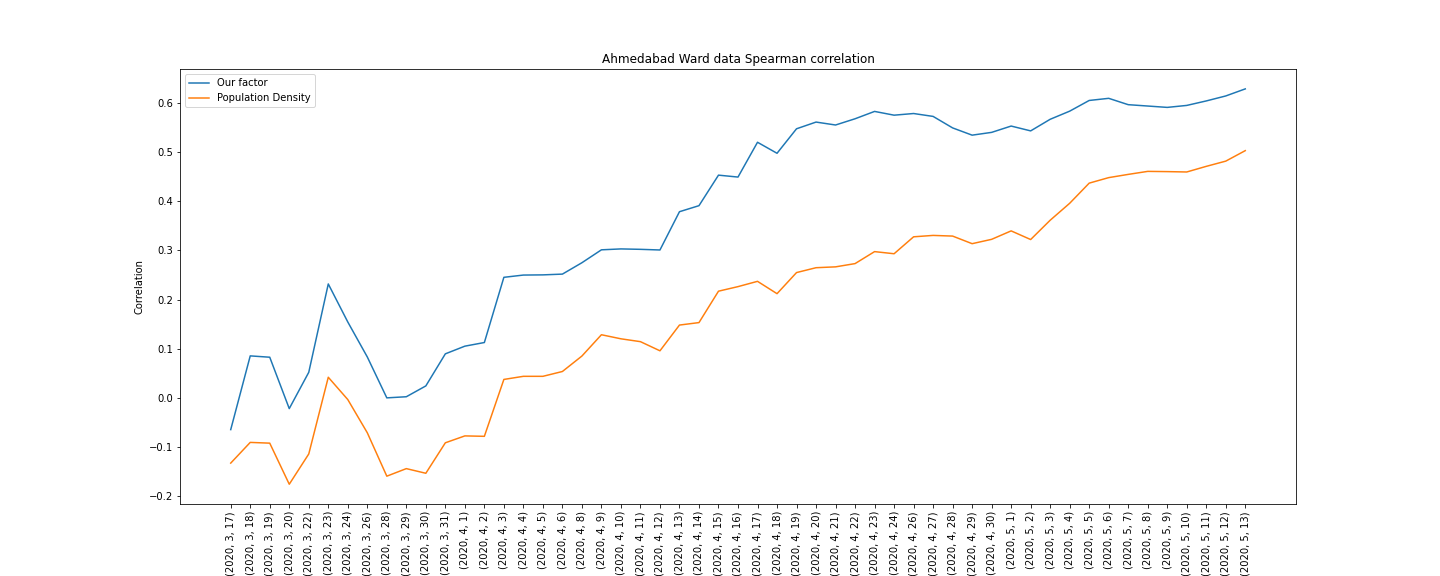 Ahmedabad Ward data Spearman correlation
Our factor
Population Density
Correlation
0.6
0.5
0.4
0.3
0.2
0.1
0.0
−0.1
−0.2
(2020, 3, 17)
(2020, 3, 18)
(2020, 3, 19)
(2020, 3, 20)
(2020, 3, 22)
(2020, 3, 23)
(2020, 3, 24)
(2020, 3, 26)
(2020, 3, 28)
(2020, 3, 29)
(2020, 3, 30)
(2020, 3, 31)
(2020, 4, 1)
(2020, 4, 2)
(2020, 4, 3)
(2020, 4, 4)
(2020, 4, 5)
(2020, 4, 6)
(2020, 4, 8)
(2020, 4, 9)
(2020, 4, 10)
(2020, 4, 11)
(2020, 4, 12)
(2020, 4, 13)
(2020, 4, 14)
(2020, 4, 15)
(2020, 4, 16)
(2020, 4, 17)
(2020, 4, 18)
(2020, 4, 19)
(2020, 4, 20)
(2020, 4, 21)
(2020, 4, 22)
(2020, 4, 23)
(2020, 4, 24)
(2020, 4, 26)
(2020, 4, 27)
(2020, 4, 28)
(2020, 4, 29)
(2020, 4, 30)
(2020, 5, 1)
(2020, 5, 2)
(2020, 5, 3)
(2020, 5, 4)
(2020, 5, 5)
(2020, 5, 6)
(2020, 5, 7)
(2020, 5, 8)
(2020, 5, 9)
(2020, 5, 10)
(2020, 5, 11)
(2020, 5, 12)
(2020, 5, 13)